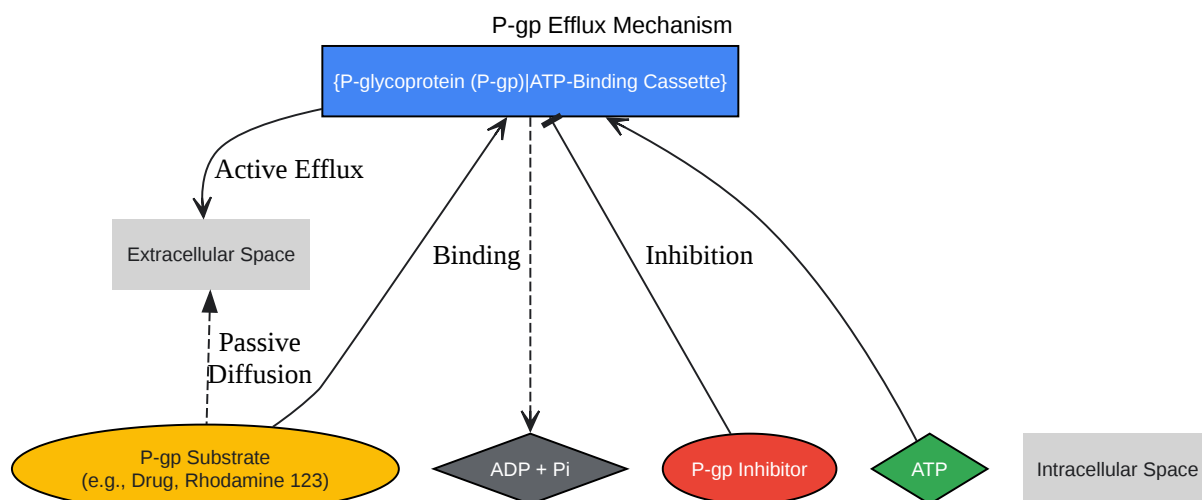 P-gp Efflux Mechanism
{P-glycoprotein (P-gp)|ATP-Binding Cassette}
Active Efflux
Extracellular Space
Binding
Inhibition
Passive
Diffusion
P-gp Substrate
(e.g., Drug, Rhodamine 123)
ADP + Pi
P-gp Inhibitor
ATP
Intracellular Space